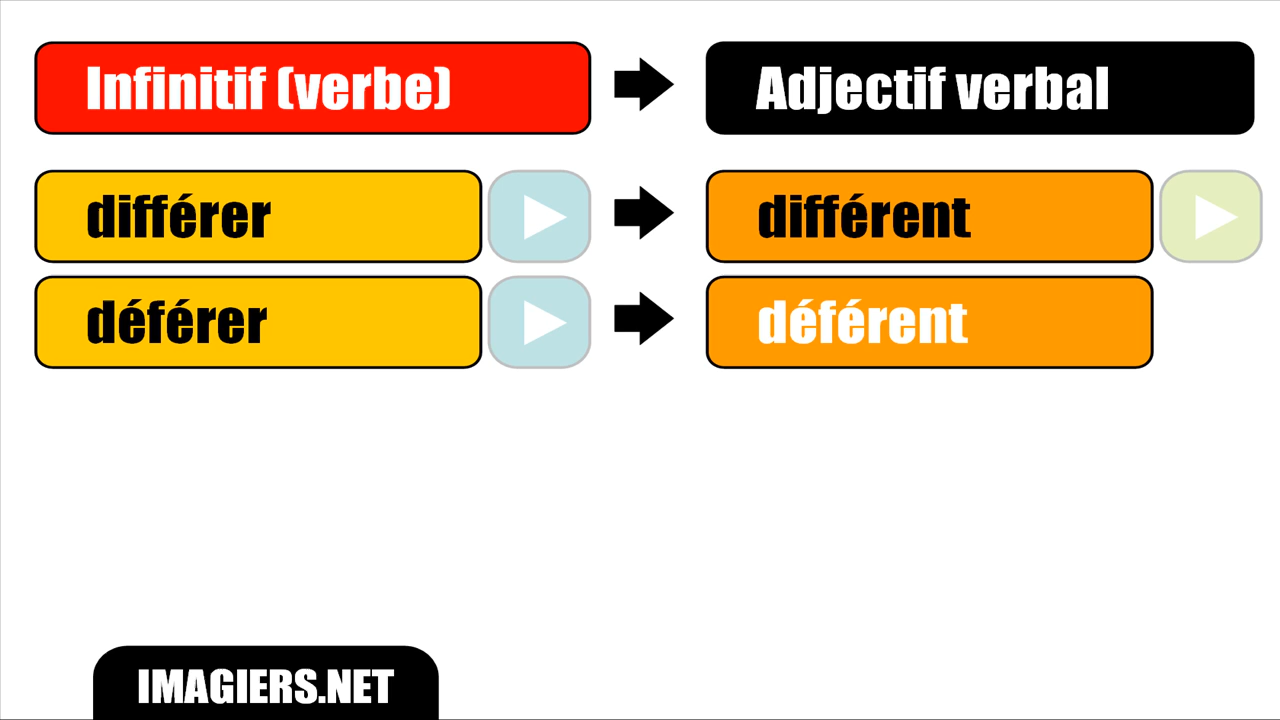 Infinitif (verbe)
Adjectif verbal
différer
différent
déférer
déférent
IMAGIERS.NET